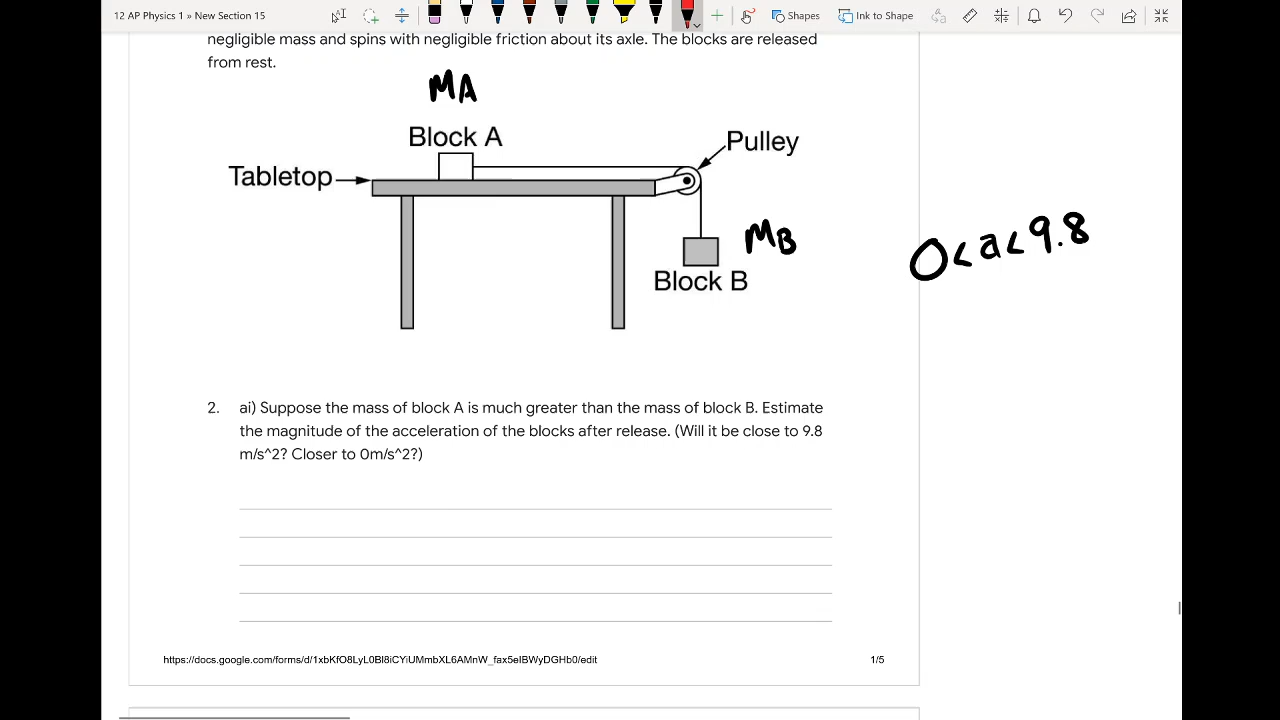 12 AP Physics 1 » New Section 15
Shapes
Ink to Shape
negligible mass and spins with negligible friction about its axle. The blocks are released
from rest.
MA
Block A
Pulley
Tabletop
MB
Block B
0<a<9.8
2. ai) Suppose the mass of block A is much greater than the mass of block B. Estimate
the magnitude of the acceleration of the blocks after release. (Will it be close to 9.8
m/s^2? Closer to 0m/s^2?)
https://docs.google.com/forms/d/1xbKfO8LyL0Bl8iCYiUMmbXL6AMnW_fax5eIBWyDGHb0/edit
1/5